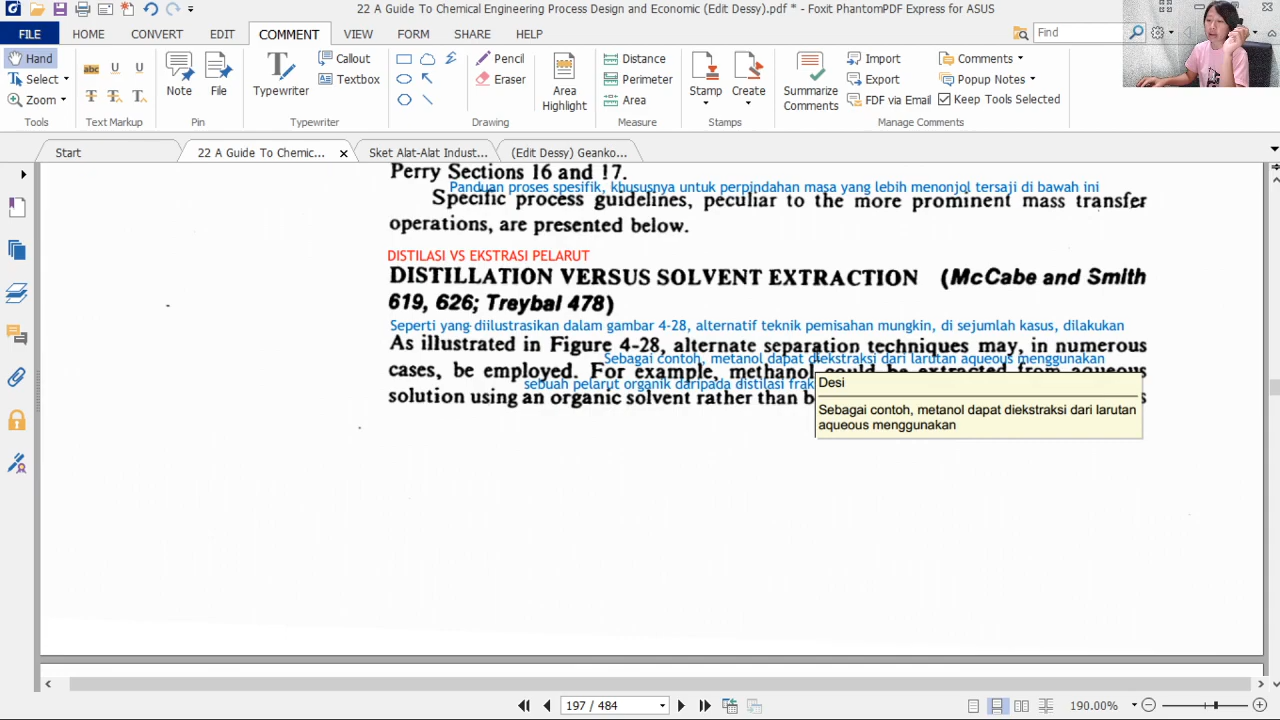 22 A Guide To Chemical Engineering Process Design and Economic (Edit Dessy).pdf * - Foxit PhantomPDF Express for ASUS
FILE HOME CONVERT EDIT COMMENT VIEW FORM SHARE HELP Find
Hand
Select
Zoom
Tools
abc U U
T T T
Text Markup
Note File
Pin
Typewriter
Callout
Textbox
Typewriter
Pencil
Eraser
Area Highlight
Drawing
Distance
Perimeter
Area
Measure
Stamp Create
Stamps
Summarize Comments
Import
Export
FDF via Email
Comments
Popup Notes
Keep Tools Selected
Manage Comments
Start 22 A Guide To Chemic... Sket Alat-Alat Indust... (Edit Dessy) Geanko...
Perry Sections 16 and 17.
Panduan proses spesifik, khususnya untuk perpindahan masa yang lebih menonjol tersaji di bawah ini
Specific process guidelines, peculiar to the more prominent mass transfer
operations, are presented below.
DISTILASI VS EKSTRASI PELARUT
DISTILLATION VERSUS SOLVENT EXTRACTION (McCabe and Smith
619, 626; Treybal 478)
Seperti yang diilustrasikan dalam gambar 4-28, alternatif teknik pemisahan mungkin, di sejumlah kasus, dilakukan
As illustrated in Figure 4-28, alternate separation techniques may, in numerous
Sebagai contoh, metanol dapat diekstraksi dari larutan aqueous menggunakan
cases, be employed. For example, methanol could be extracted from aqueous
sebuah pelarut organik daripada distilasi frak
solution using an organic solvent rather than b
Desi
Sebagai contoh, metanol dapat diekstraksi dari larutan
aqueous menggunakan
197 / 484
190.00%